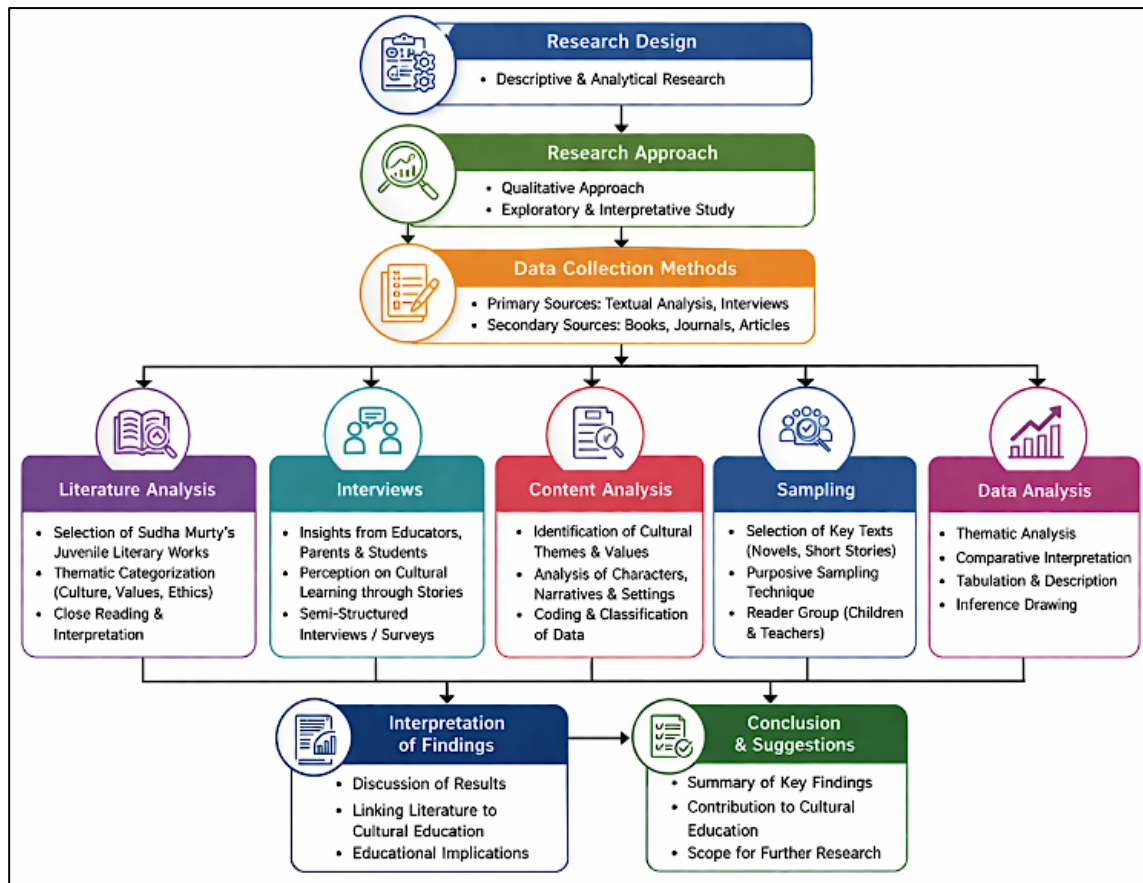 Research Design
• Descriptive & Analytical Research
Research Approach
• Qualitative Approach
• Exploratory & Interpretative Study
Data Collection Methods
• Primary Sources: Textual Analysis, Interviews
• Secondary Sources: Books, Journals, Articles
Literature Analysis
• Selection of Sudha Murty's
Juvenile Literary Works
• Thematic Categorization
(Culture, Values, Ethics)
• Close Reading &
Interpretation
Interviews
• Insights from Educators,
Parents & Students
• Perception on Cultural
Learning through Stories
• Semi-Structured
Interviews / Surveys
Content Analysis
• Identification of Cultural
Themes & Values
• Analysis of Characters,
Narratives & Settings
• Coding & Classification
of Data
Sampling
• Selection of Key Texts
(Novels, Short Stories)
• Purposive Sampling
Technique
• Reader Group (Children
& Teachers)
Data Analysis
• Thematic Analysis
• Comparative Interpretation
• Tabulation & Description
• Inference Drawing
Interpretation
of Findings
• Discussion of Results
• Linking Literature to
Cultural Education
• Educational Implications
Conclusion
& Suggestions
• Summary of Key Findings
• Contribution to Cultural
Education
• Scope for Further Research